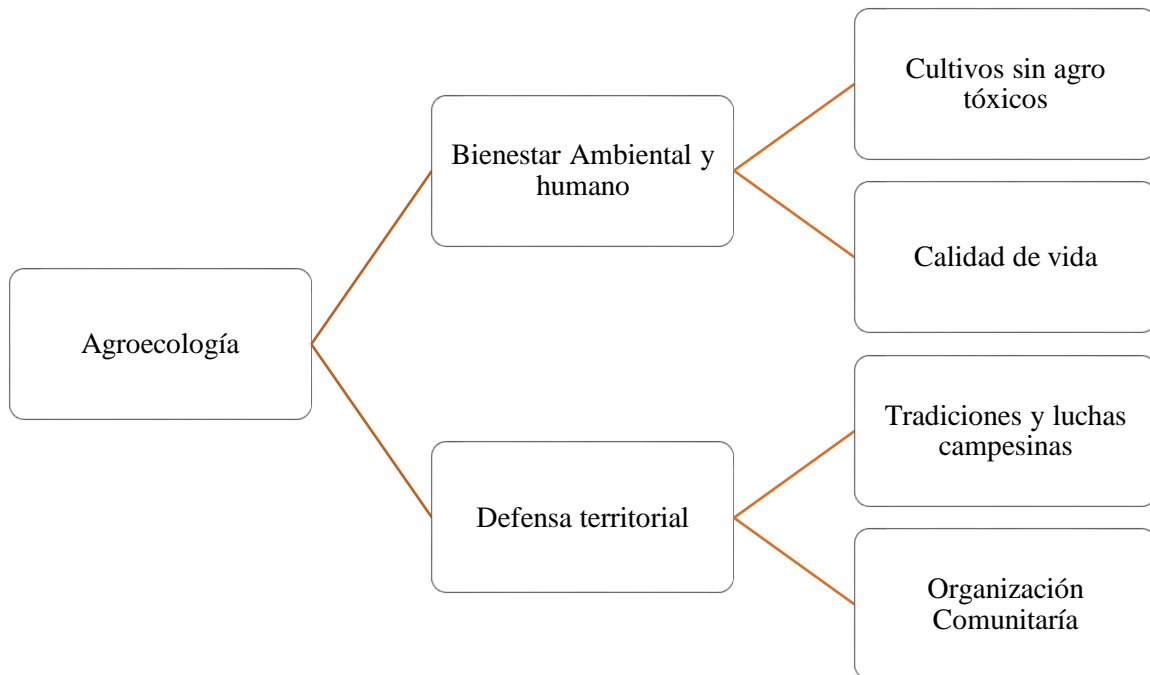 Agroecología
Bienestar Ambiental y
humano
Cultivos sin agro
tóxicos
Calidad de vida
Defensa territorial
Tradiciones y luchas
campesinas
Organización
Comunitaría